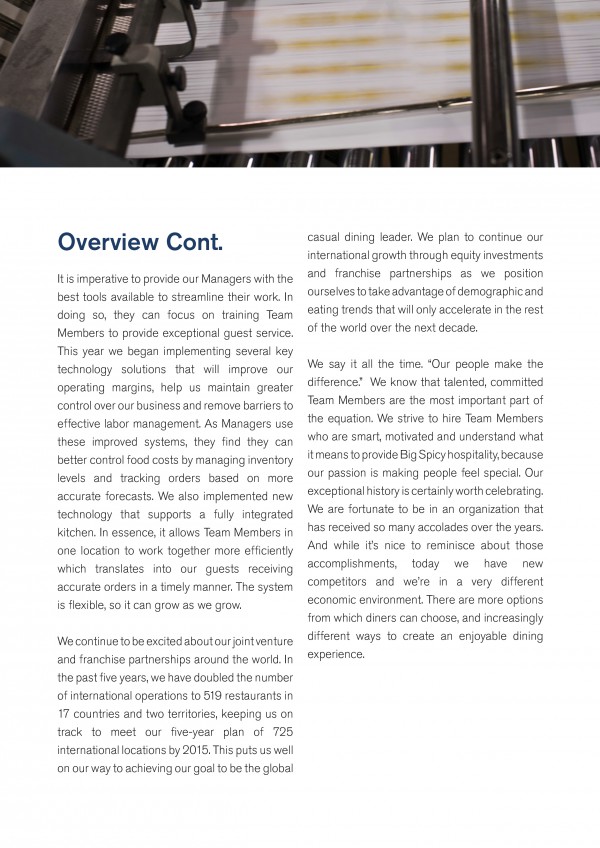 Overview Cont.
It is imperative to provide our Managers with the
best tools available to streamline their work. In
doing so, they can focus on training Team
Members to provide exceptional guest service.
This year we began implementing several key
technology solutions that will improve our
operating margins, help us maintain greater
control over our business and remove barriers to
effective labor management. As Managers use
these improved systems, they find they can
better control food costs by managing inventory
levels and tracking orders based on more
accurate forecasts. We also implemented new
technology that supports a fully integrated
kitchen. In essence, it allows Team Members in
one location to work together more efficiently
which translates into our guests receiving
accurate orders in a timely manner. The system
is flexible, so it can grow as we grow.
We continue to be excited about our joint venture
and franchise partnerships around the world. In
the past five years, we have doubled the number
of international operations to 519 restaurants in
17 countries and two territories, keeping us on
track to meet our five-year plan of 725
international locations by 2015. This puts us well
on our way to achieving our goal to be the global
casual dining leader. We plan to continue our
international growth through equity investments
and franchise partnerships as we position
ourselves to take advantage of demographic and
eating trends that will only accelerate in the rest
of the world over the next decade.
We say it all the time. “Our people make the
difference.” We know that talented, committed
Team Members are the most important part of
the equation. We strive to hire Team Members
who are smart, motivated and understand what
it means to provide Big Spicy hospitality, because
our passion is making people feel special. Our
exceptional history is certainly worth celebrating.
We are fortunate to be in an organization that
has received so many accolades over the years.
And while it’s nice to reminisce about those
accomplishments, today we have new
competitors and we’re in a very different
economic environment. There are more options
from which diners can choose, and increasingly
different ways to create an enjoyable dining
experience.